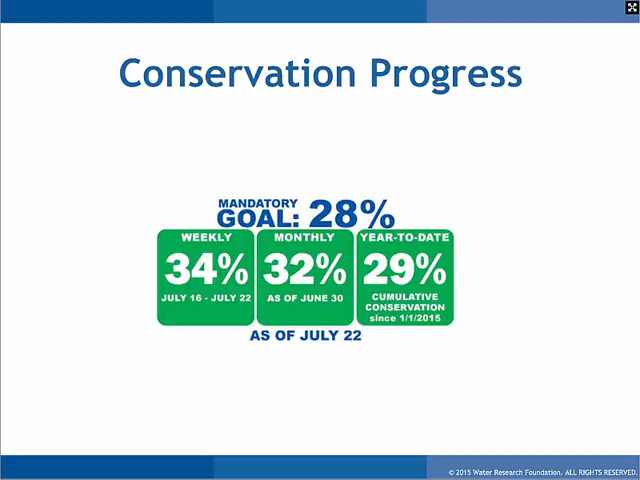 Conservation Progress
MANDATORY
GOAL: 28%
WEEKLY
34%
JULY 16 - JULY 22
MONTHLY
32%
AS OF JUNE 30
YEAR-TO-DATE
29%
CUMULATIVE
CONSERVATION
since 1/1/2015
AS OF JULY 22
© 2015 Water Research Foundation. ALL RIGHTS RESERVED.